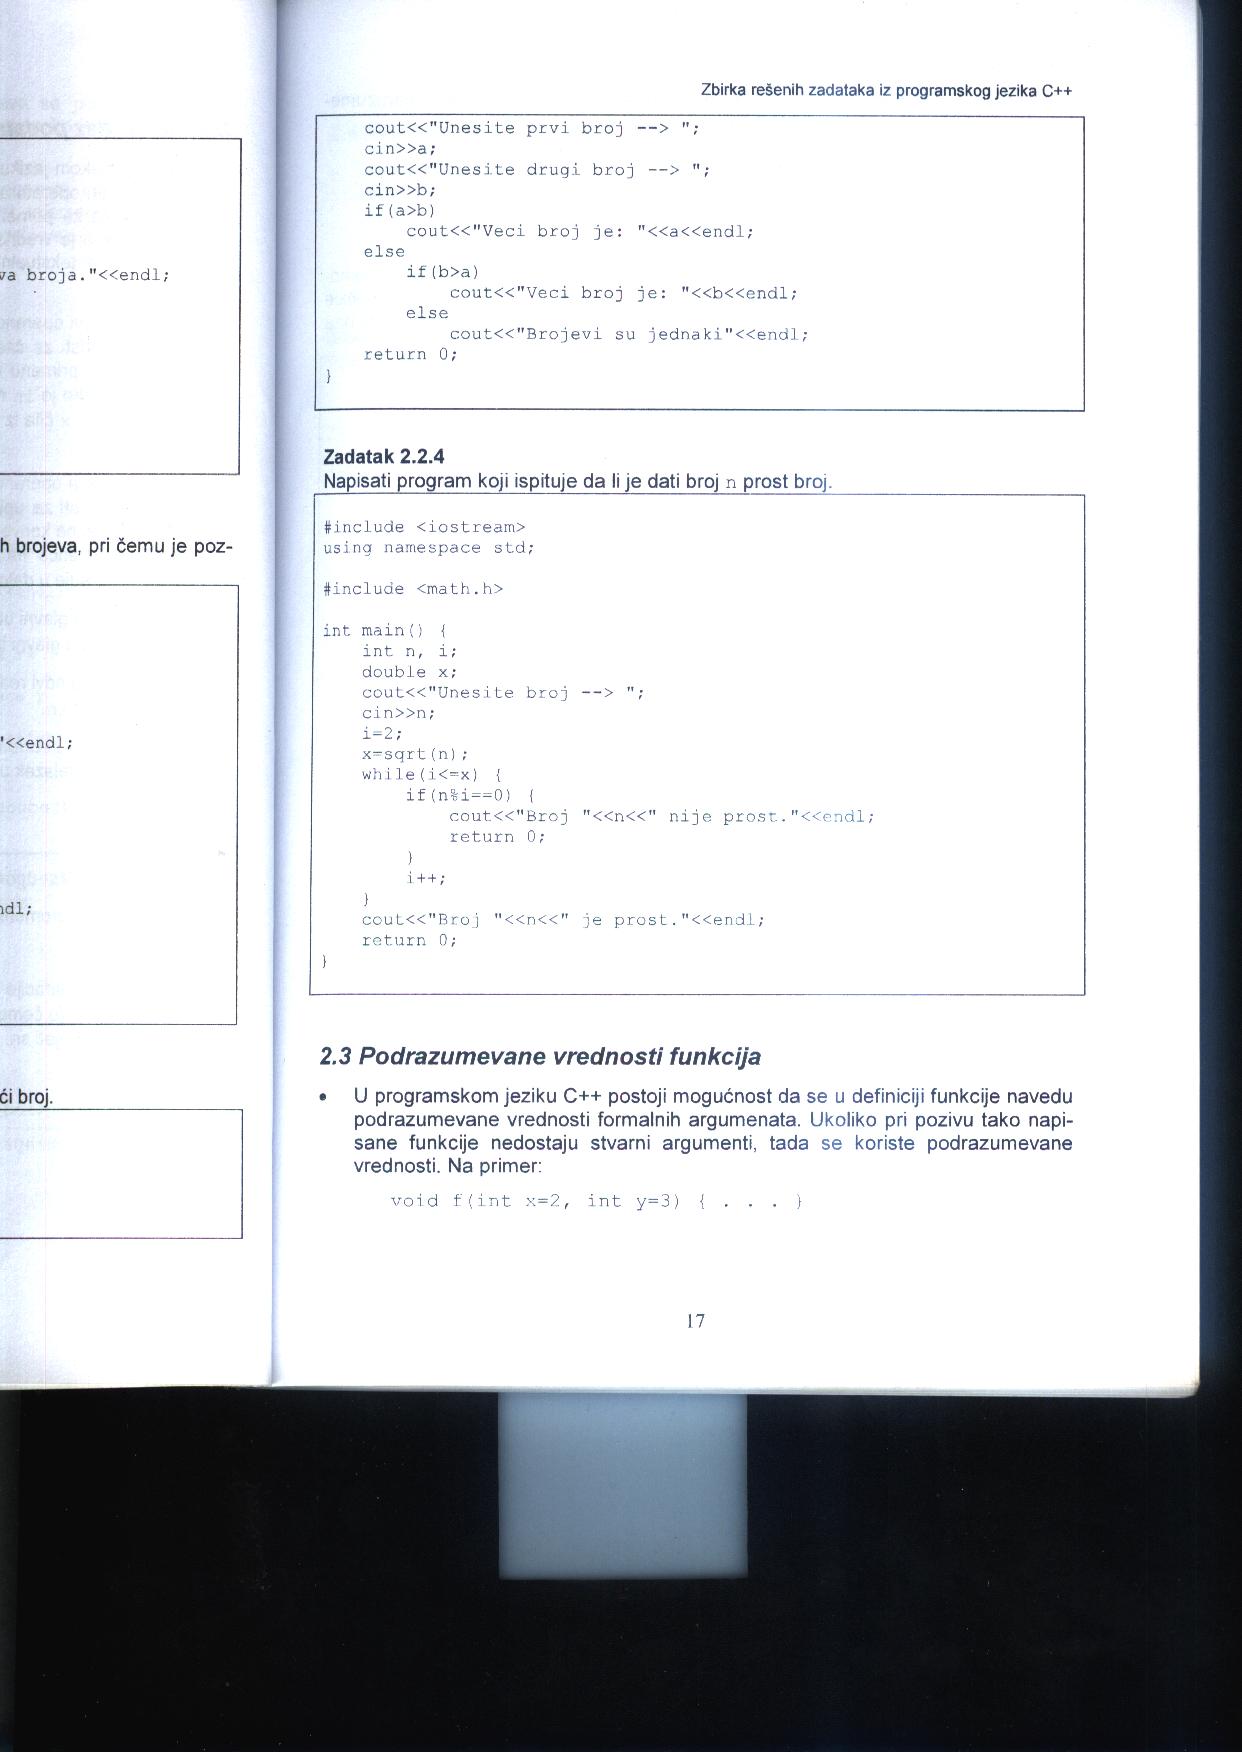 va broja."<<endl;
h brojeva, pri čemu je poz-
"<<endl;
ndl;
ći broj.
Zbirka rešenih zadataka iz programskog jezika C++
cout<<"Unesite prvi broj --> ";
cin>>a;
cout<<"Unesite drugi broj --> ";
cin>>b;
if(a>b)
cout<<"Veci broj je: "<<a<<endl;
else
if(b>a)
cout<<"Veci broj je: "<<b<<endl;
else
cout<<"Brojevi su jednaki"<<endl;
return 0;
}
Zadatak 2.2.4
Napisati program koji ispituje da li je dati broj n prost broj.
#include <iostream>
using namespace std;
#include <math.h>
int main() {
int n, i;
double x;
cout<<"Unesite broj --> ";
cin>>n;
i=2;
x=sqrt(n);
while(i<=x) {
if(n%i==0) {
cout<<"Broj "<<n<<" nije prost."<<endl;
return 0;
}
i++;
}
cout<<"Broj "<<n<<" je prost."<<endl;
return 0;
}
2.3 Podrazumevane vrednosti funkcija
• U programskom jeziku C++ postoji mogućnost da se u definiciji funkcije navedu
podrazumevane vrednosti formalnih argumenata. Ukoliko pri pozivu tako napi-
sane funkcije nedostaju stvarni argumenti, tada se koriste podrazumevane
vrednosti. Na primer:
void f(int x=2, int y=3) { . . . }
17